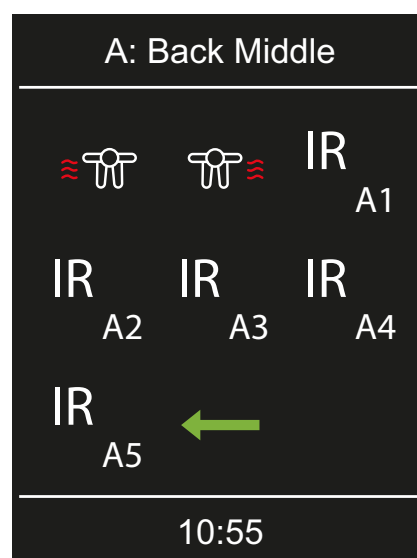 A: Back Middle
IR A1
IR A2 IR A3 IR A4
IR A5
10:55